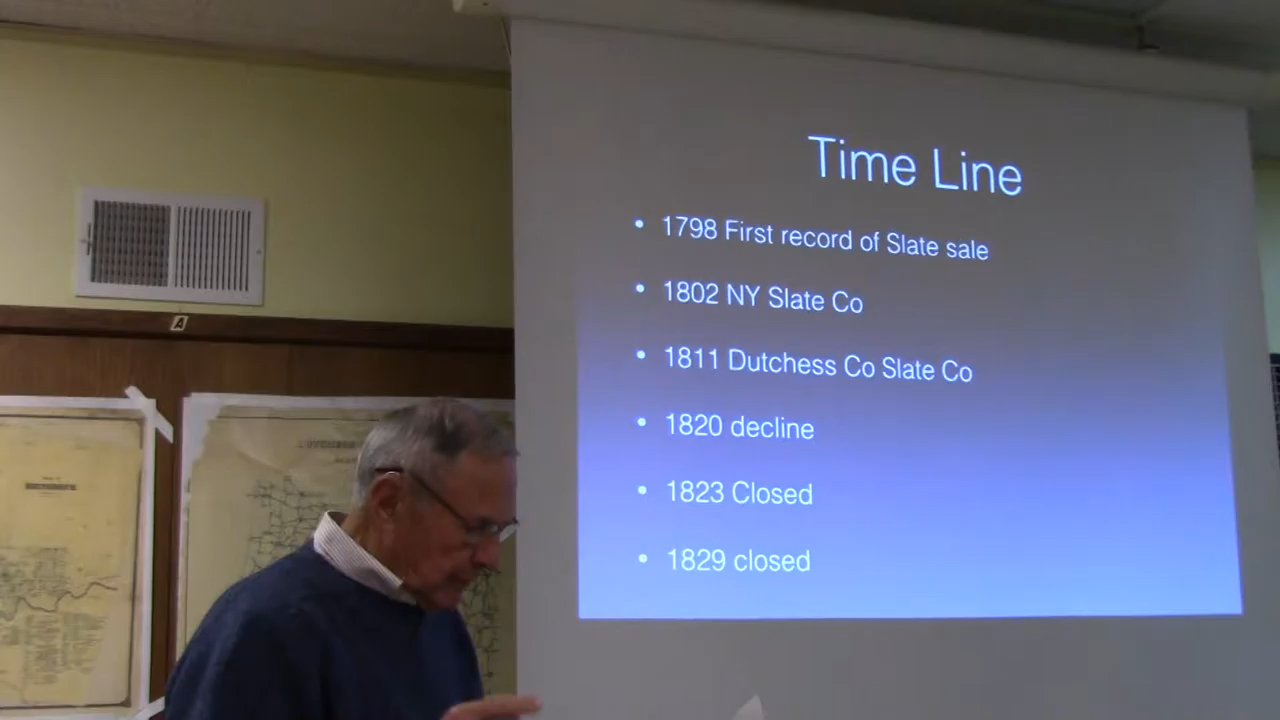 Time Line
• 1798 First record of Slate sale
• 1802 NY Slate Co
• 1811 Dutchess Co Slate Co
• 1820 decline
• 1823 Closed
• 1829 closed
A